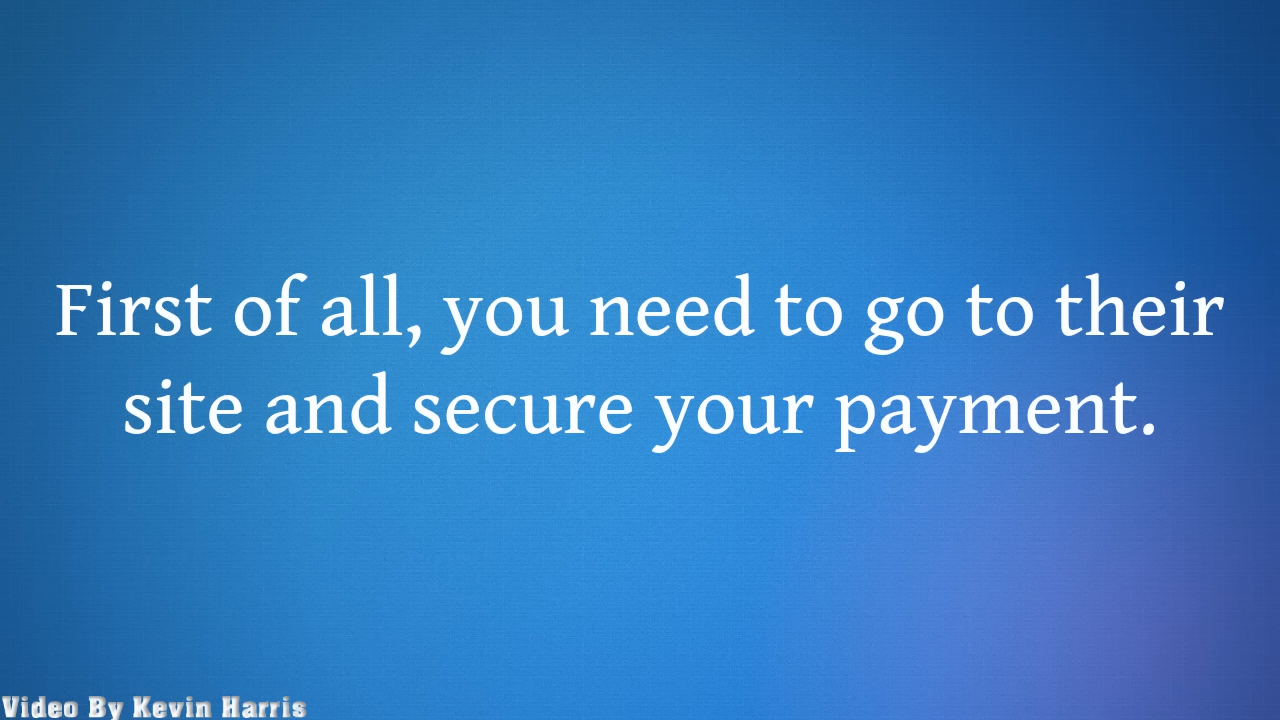 First of all, you need to go to their
site and secure your payment.
Video By Kevin Harris